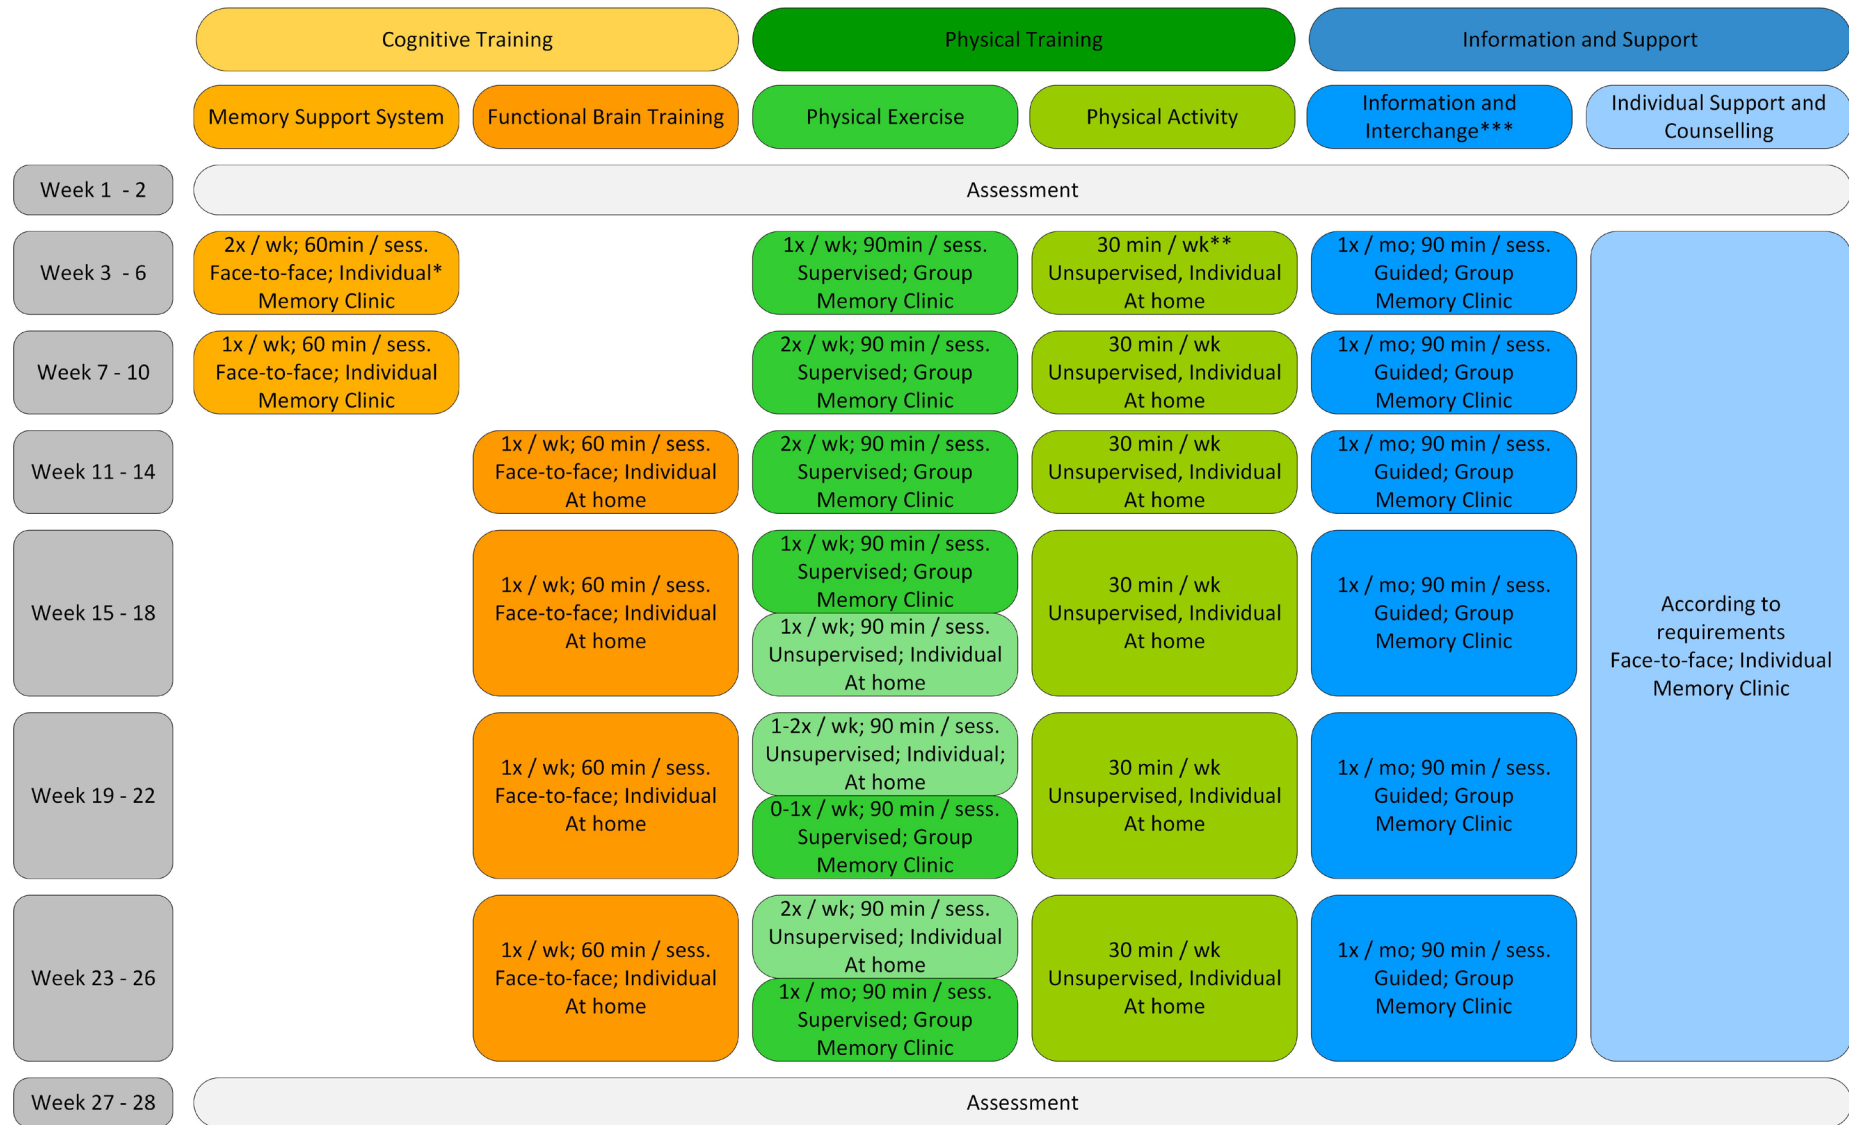 Cognitive Training
Physical Training
Information and Support
Memory Support System
Functional Brain Training
Physical Exercise
Physical Activity
Information and
Interchange***
Individual Support and
Counselling
Week 1 - 2
Assessment
Week 3 - 6
2x / wk; 60min / sess.
Face-to-face; Individual*
Memory Clinic
1x / wk; 90min / sess.
Supervised; Group
Memory Clinic
30 min / wk**
Unsupervised, Individual
At home
1x / mo; 90 min / sess.
Guided; Group
Memory Clinic
According to
requirements
Face-to-face; Individual
Memory Clinic
Week 7 - 10
1x / wk; 60 min / sess.
Face-to-face; Individual
Memory Clinic
2x / wk; 90 min / sess.
Supervised; Group
Memory Clinic
30 min / wk
Unsupervised, Individual
At home
1x / mo; 90 min / sess.
Guided; Group
Memory Clinic
Week 11 - 14
1x / wk; 60 min / sess.
Face-to-face; Individual
At home
2x / wk; 90 min / sess.
Supervised; Group
Memory Clinic
30 min / wk
Unsupervised, Individual
At home
1x / mo; 90 min / sess.
Guided; Group
Memory Clinic
Week 15 - 18
1x / wk; 60 min / sess.
Face-to-face; Individual
At home
1x / wk; 90 min / sess.
Supervised; Group
Memory Clinic
1x / wk; 90 min / sess.
Unsupervised; Individual
At home
30 min / wk
Unsupervised, Individual
At home
1x / mo; 90 min / sess.
Guided; Group
Memory Clinic
Week 19 - 22
1x / wk; 60 min / sess.
Face-to-face; Individual
At home
1-2x / wk; 90 min / sess.
Unsupervised; Individual;
At home
0-1x / wk; 90 min / sess.
Supervised; Group
Memory Clinic
30 min / wk
Unsupervised, Individual
At home
1x / mo; 90 min / sess.
Guided; Group
Memory Clinic
Week 23 - 26
1x / wk; 60 min / sess.
Face-to-face; Individual
At home
2x / wk; 90 min / sess.
Unsupervised; Individual
At home
1x / mo; 90 min / sess.
Supervised; Group
Memory Clinic
30 min / wk
Unsupervised, Individual
At home
1x / mo; 90 min / sess.
Guided; Group
Memory Clinic
Week 27 - 28
Assessment